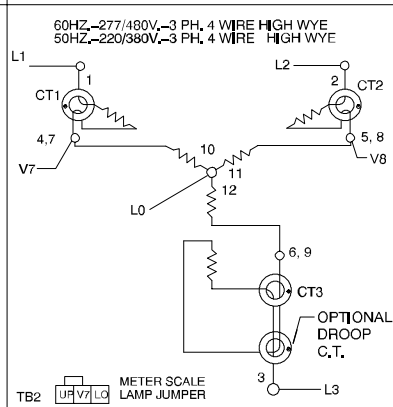 60HZ.-277/480V.-3 PH. 4 WIRE HIGH WYE
50HZ.-220/380V.-3 PH. 4 WIRE HIGH WYE
L1
L2
1
2
CT1
CT2
4,7
10
5, 8
V7
11
V8
12
L0
6, 9
CT3
OPTIONAL
DROOP
C.T.
3
L3
METER SCALE
LAMP JUMPER
TB2 UP V7 LO